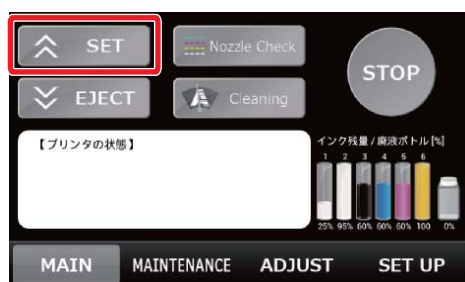 SET
Nozzle Check
STOP
EJECT
Cleaning
【プリンタの状態】
インク残量 / 廃液ボトル [%]
1 2 3 4 5 6
25% 95% 60% 60% 60% 100 0%
MAIN MAINTENANCE ADJUST SET UP